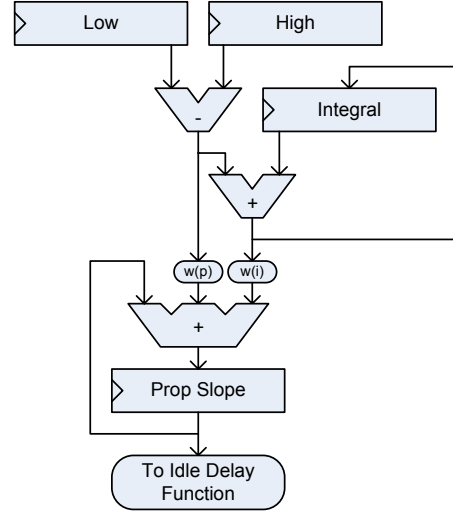 Low
High
-
Integral
+
w(p)
w(i)
+
Prop Slope
To Idle Delay
Function